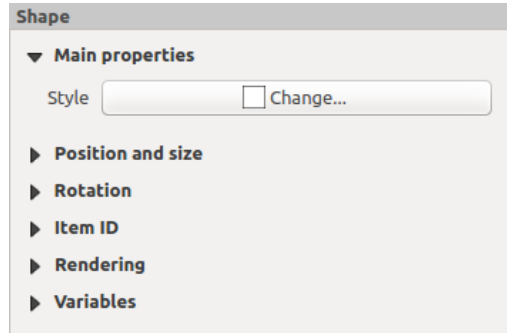 Shape
Main properties
Style Change...
Position and size
Rotation
Item ID
Rendering
Variables